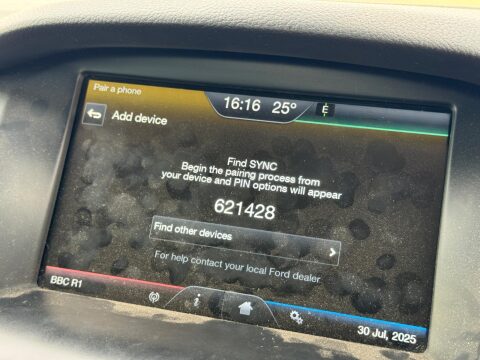 Pair a phone
16:16 25° E
Add device
Find SYNC
Begin the pairing process from
your device and PIN options will appear
621428
Find other devices
For help contact your local Ford dealer
BBC R1
30 Jul, 2025